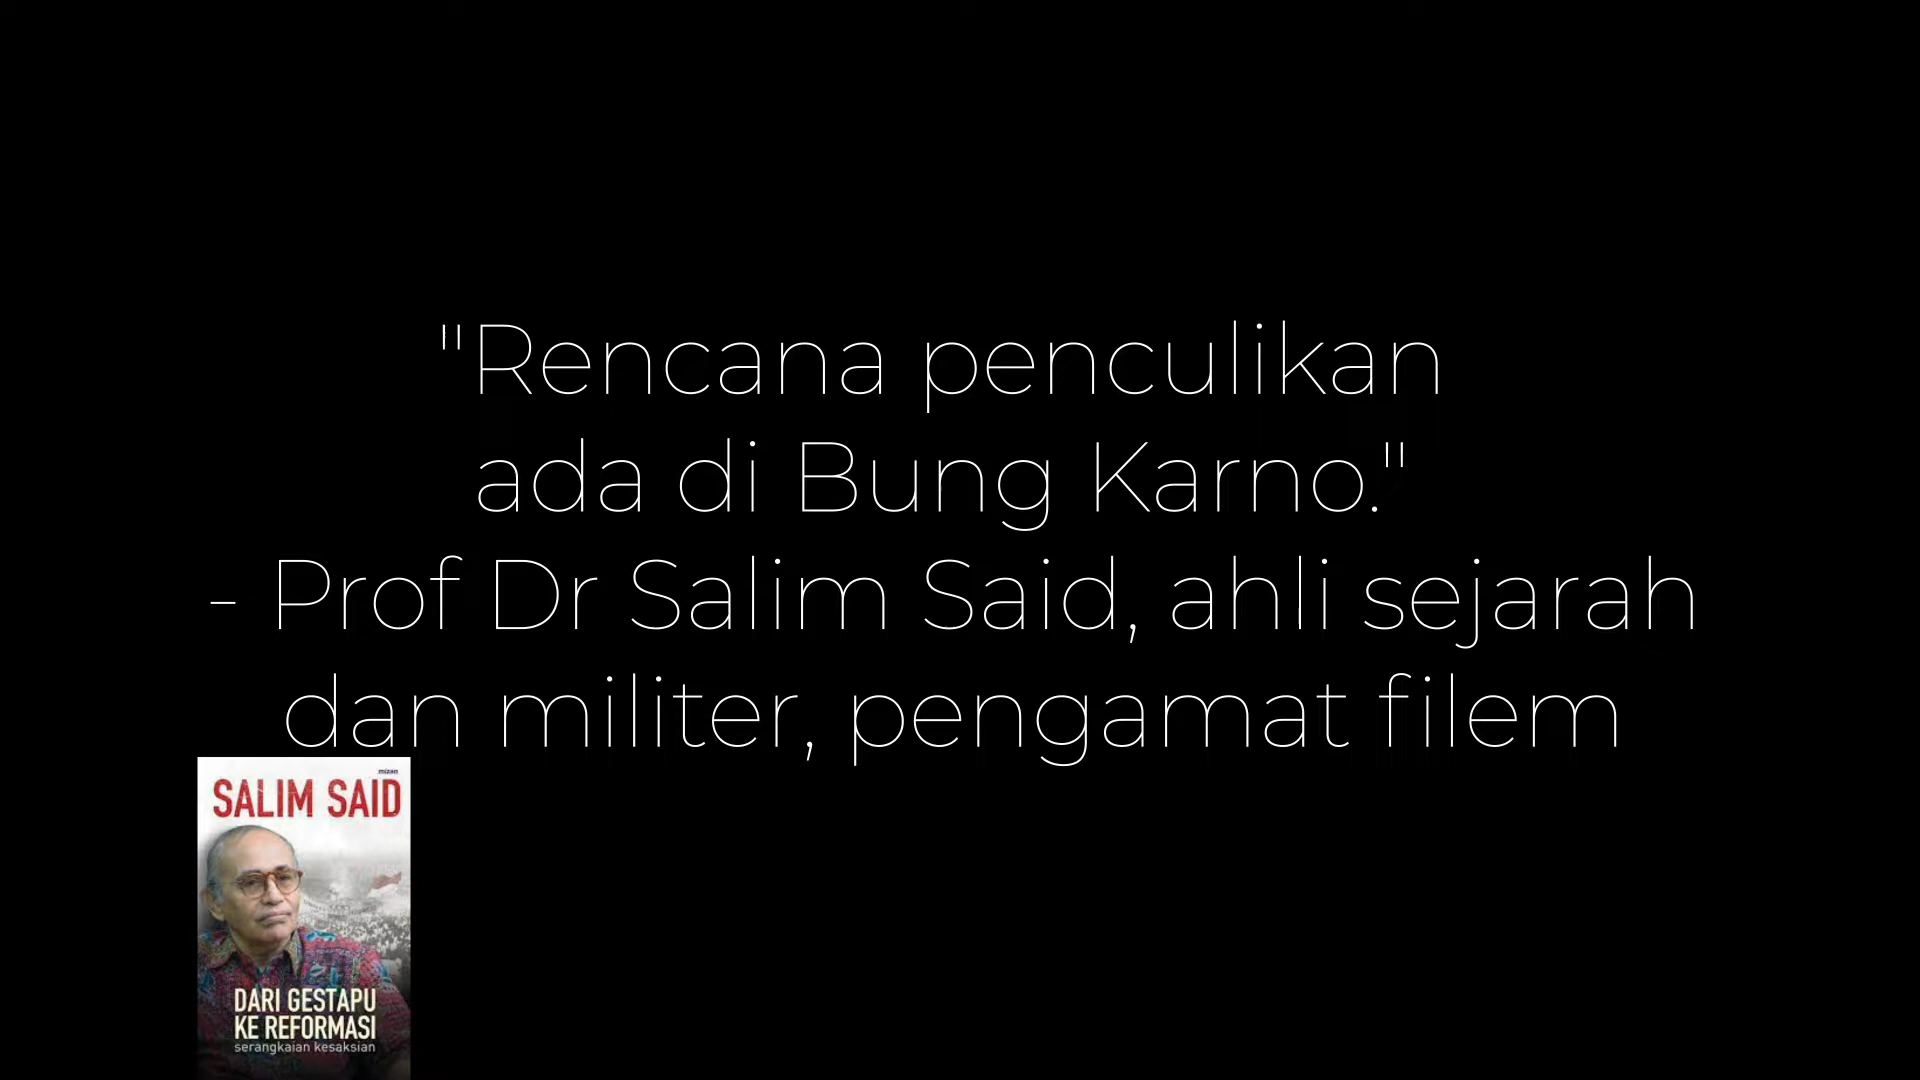 "Rencana penculikan
ada di Bung Karno."
- Prof Dr Salim Said, ahli sejarah
dan militer, pengamat filem
mizan
SALIM SAID
DARI GESTAPU
KE REFORMASI
serangkaian kesaksian